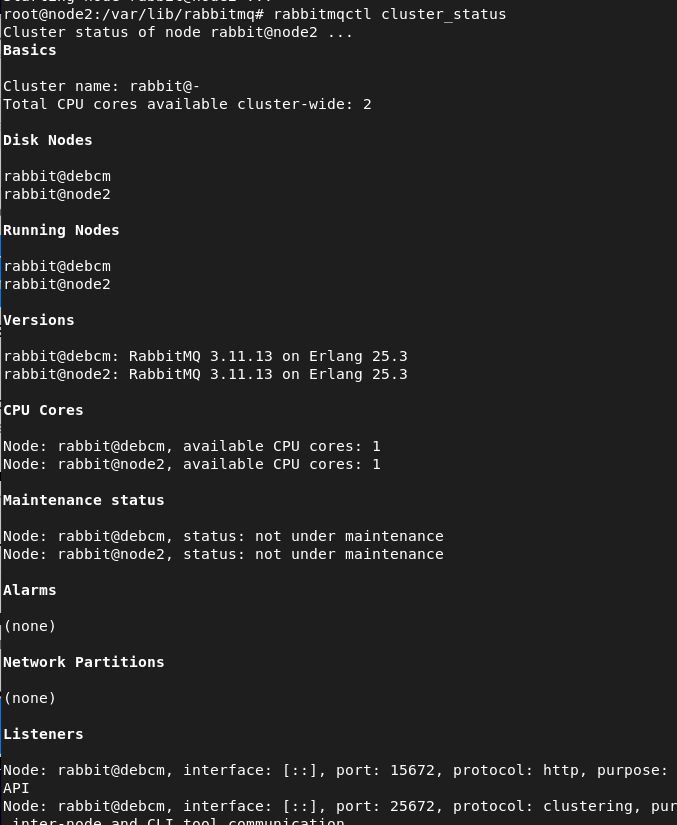 Starting node rabbit@node2 ...
root@node2:/var/lib/rabbitmq# rabbitmqctl cluster_status
Cluster status of node rabbit@node2 ...
Basics
Cluster name: rabbit@-
Total CPU cores available cluster-wide: 2
Disk Nodes
rabbit@debcm
rabbit@node2
Running Nodes
rabbit@debcm
rabbit@node2
Versions
rabbit@debcm: RabbitMQ 3.11.13 on Erlang 25.3
rabbit@node2: RabbitMQ 3.11.13 on Erlang 25.3
CPU Cores
Node: rabbit@debcm, available CPU cores: 1
Node: rabbit@node2, available CPU cores: 1
Maintenance status
Node: rabbit@debcm, status: not under maintenance
Node: rabbit@node2, status: not under maintenance
Alarms
(none)
Network Partitions
(none)
Listeners
Node: rabbit@debcm, interface: [::], port: 15672, protocol: http, purpose:
API
Node: rabbit@debcm, interface: [::], port: 25672, protocol: clustering, pur
inter-node and CLI tool communication